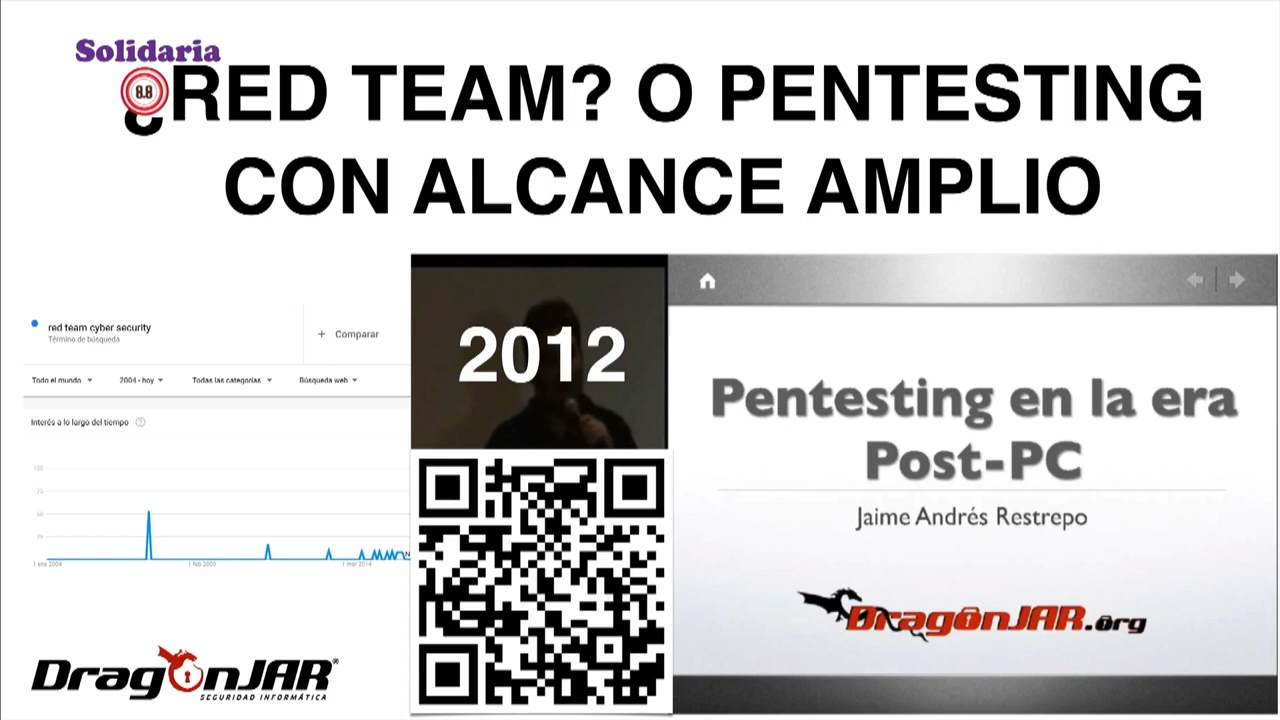 Solidaria
8.8
¿RED TEAM? O PENTESTING
CON ALCANCE AMPLIO
red team cyber security
Término de búsqueda
+ Comparar
Todo el mundo
2004 - hoy
Todas las categorías
Búsqueda web
Interés a lo largo del tiempo
100
75
50
25
1 ene 2004
1 feb 2009
1 mar 2014
2012
Pentesting en la era
Post-PC
Jaime Andrés Restrepo
DragonJAR.org
DragonJAR®
SEGURIDAD INFORMÁTICA